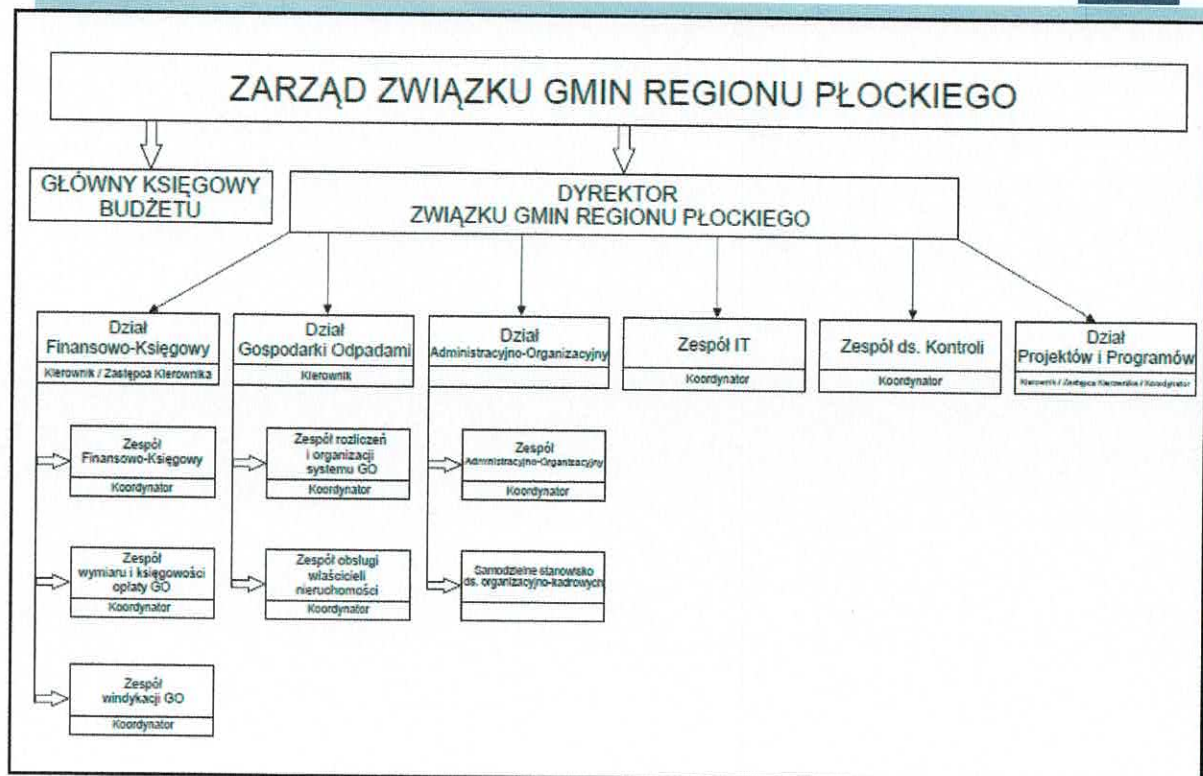 ZARZĄD ZWIĄZKU GMIN REGIONU PŁOCKIEGO
GŁÓWNY KSIĘGOWY
BUDŻETU
DYREKTOR
ZWIĄZKU GMIN REGIONU PŁOCKIEGO
Dział
Finansowo-Księgowy
Kierownik / Zastępca Kierownika
Dział
Gospodarki Odpadami
Kierownik
Dział
Administracyjno-Organizacyjny
Zespół IT
Koordynator
Zespół ds. Kontroli
Koordynator
Dział
Projektów i Programów
Kierownik / Zastępca Kierownika / Koordynator
Zespół
Finansowo-Księgowy
Koordynator
Zespół rozliczeń
i organizacji
systemu GO
Koordynator
Zespół
Administracyjno-Organizacyjny
Koordynator
Zespół
wymiaru i księgowości
opłaty GO
Koordynator
Zespół obsługi
właścicieli
nieruchomości
Koordynator
Samodzielne stanowisko
ds. organizacyjno-kadrowych
Zespół
windykacji GO
Koordynator